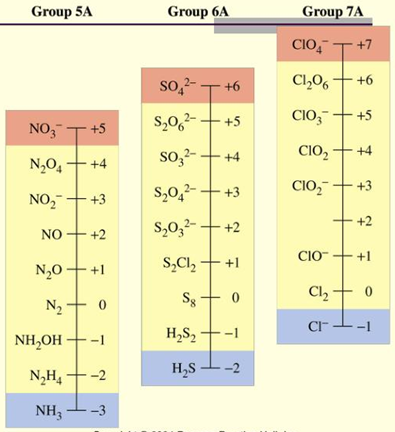 Group 5A
Group 6A
Group 7A
NO₃⁻ +5
N₂O₄ +4
NO₂⁻ +3
NO +2
N₂O +1
N₂ 0
NH₂OH −1
N₂H₄ −2
NH₃ −3
SO₄²⁻ +6
S₂O₆²⁻ +5
SO₃²⁻ +4
S₂O₄²⁻ +3
S₂O₃²⁻ +2
S₂Cl₂ +1
S₈ 0
H₂S₂ −1
H₂S −2
ClO₄⁻ +7
Cl₂O₆ +6
ClO₃⁻ +5
ClO₂ +4
ClO₂⁻ +3
+2
ClO⁻ +1
Cl₂ 0
Cl⁻ −1